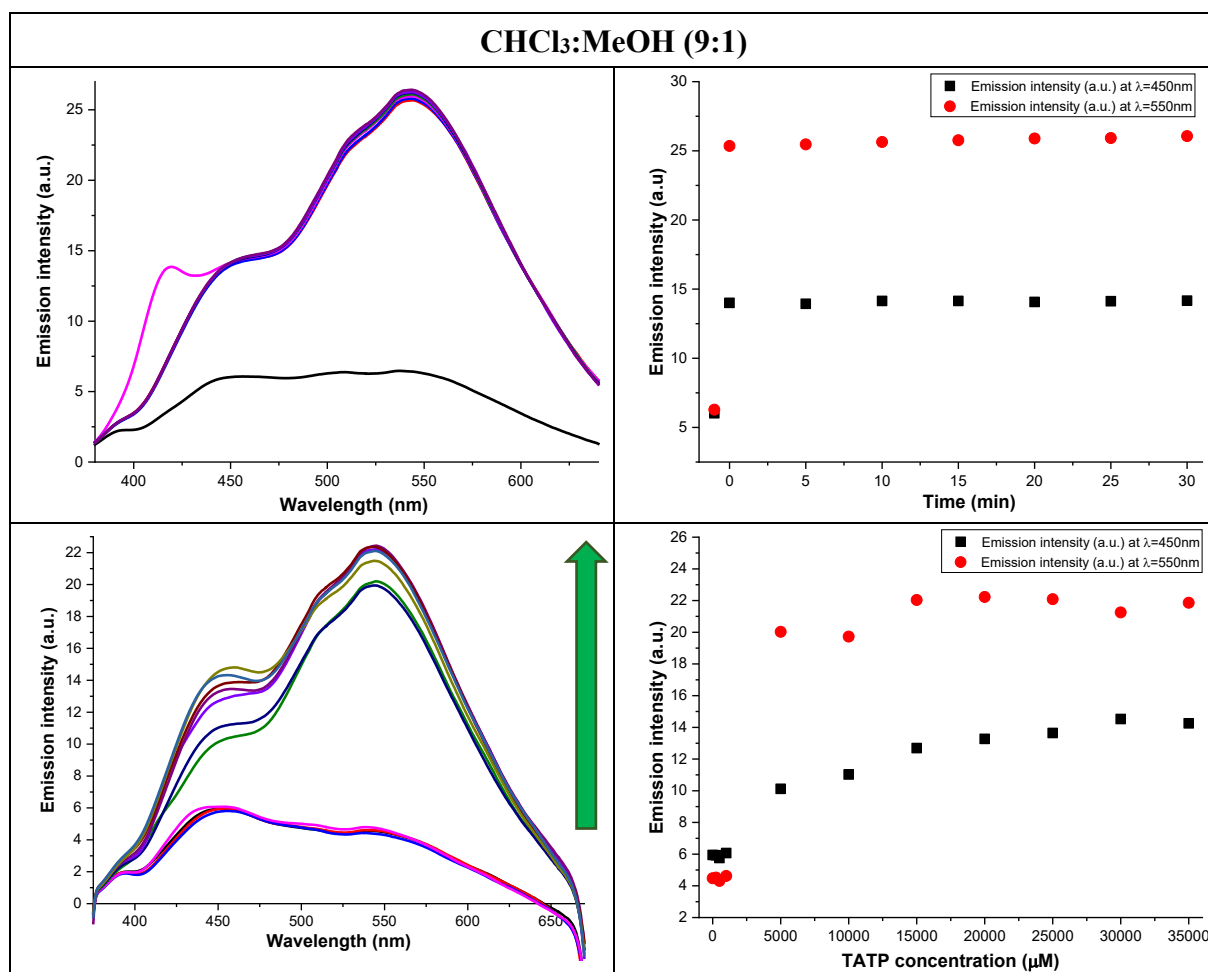 CHCl₃:MeOH (9:1)
Emission intensity (a.u.)
25
20
15
10
5
0
400 450 500 550 600
Wavelength (nm)
Emission intensity (a.u)
30
25
20
15
10
5
0 5 10 15 20 25 30
Time (min)
Emission intensity (a.u.) at λ=450nm
Emission intensity (a.u.) at λ=550nm
Emission intensity (a.u.)
22
20
18
16
14
12
10
8
6
4
2
0
400 450 500 550 600 650
Wavelength (nm)
Emission intensity (a.u.)
26
24
22
20
18
16
14
12
10
8
6
4
2
0 5000 10000 15000 20000 25000 30000 35000
TATP concentration (μM)
Emission intensity (a.u.) at λ=450nm
Emission intensity (a.u.) at λ=550nm